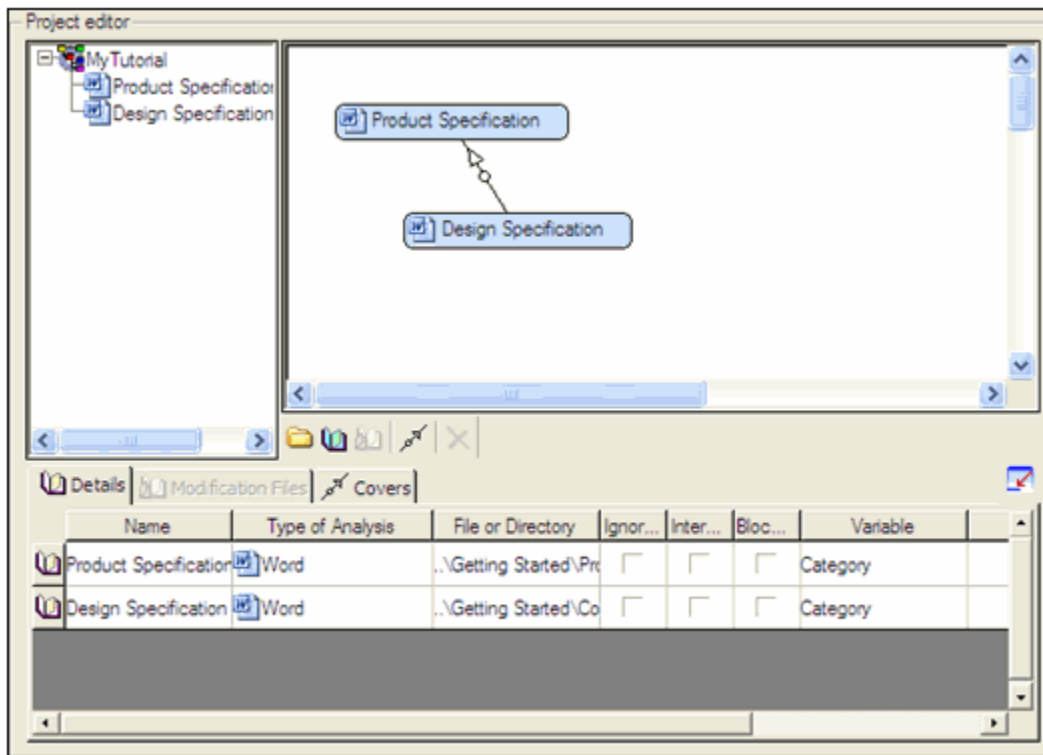 Project editor
MyTutorial
Product Specification
Design Specification
Product Specification
Design Specification
Details Modification Files Covers
Name Type of Analysis File or Directory Ignor... Inter... Bloc... Variable
Product Specification Word ..\Getting Started\Pro Category
Design Specification Word ..\Getting Started\Co Category